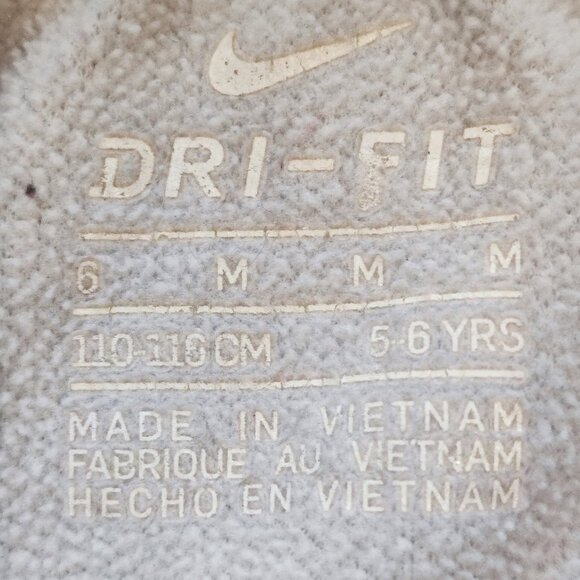 DRI-FIT
6 M M M
110-116 CM 5-6 YRS
MADE IN VIETNAM
FABRIQUE AU VIETNAM
HECHO EN VIETNAM